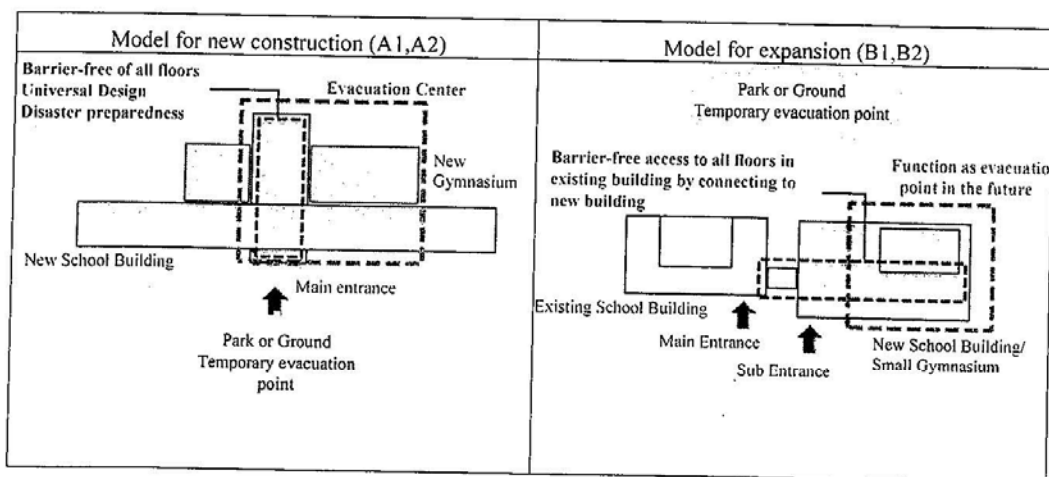 Model for new construction (A1,A2)
Barrier-free of all floors
Universal Design
Disaster preparedness
Evacuation Center
New
Gymnasium
New School Building
Main entrance
Park or Ground
Temporary evacuation
point
Model for expansion (B1,B2)
Park or Ground
Temporary evacuation point
Barrier-free access to all floors in
existing building by connecting to
new building
Function as evacuatio
point in the future
Existing School Building
Main Entrance
Sub Entrance
New School Building/
Small Gymnasium